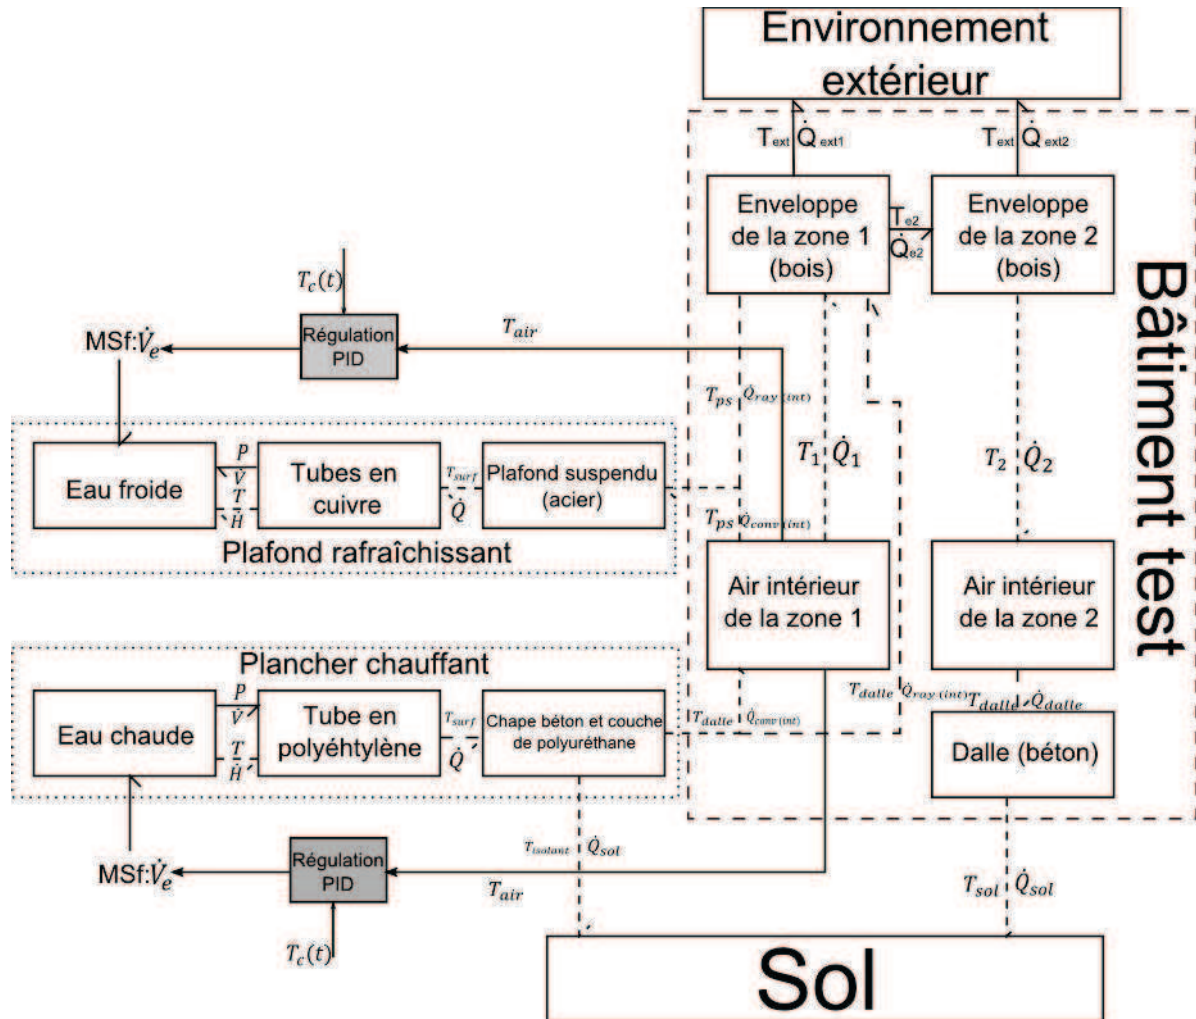 Environnement
extérieur
T_ext Q̇_ext1
T_ext Q̇_ext2
Enveloppe
de la zone 1
(bois)
T_e2
Q̇_e2
Enveloppe
de la zone 2
(bois)
Bâtiment test
T_c(t)
Régulation
PID
T_air
MSf:V̇_e
T_ps Q̇_ray(int)
T_1 Q̇_1
T_2 Q̇_2
Eau froide
P
V̇
T
Ḣ
Tubes en
cuivre
T_surf
Q̇
Plafond suspendu
(acier)
Plafond rafraîchissant
T_ps Q̇_conv(int)
Air intérieur
de la zone 1
Air intérieur
de la zone 2
Plancher chauffant
Eau chaude
P
V̇
T
Ḣ
Tube en
polyéhtylène
T_surf
Q̇
Chape béton et couche
de polyuréthane
T_dalle Q̇_conv(int)
T_dalle Q̇_ray(int)
T_dalle Q̇_dalle
Dalle (béton)
MSf:V̇_e
Régulation
PID
T_air
T_c(t)
T_isolant Q̇_sol
T_sol Q̇_sol
Sol